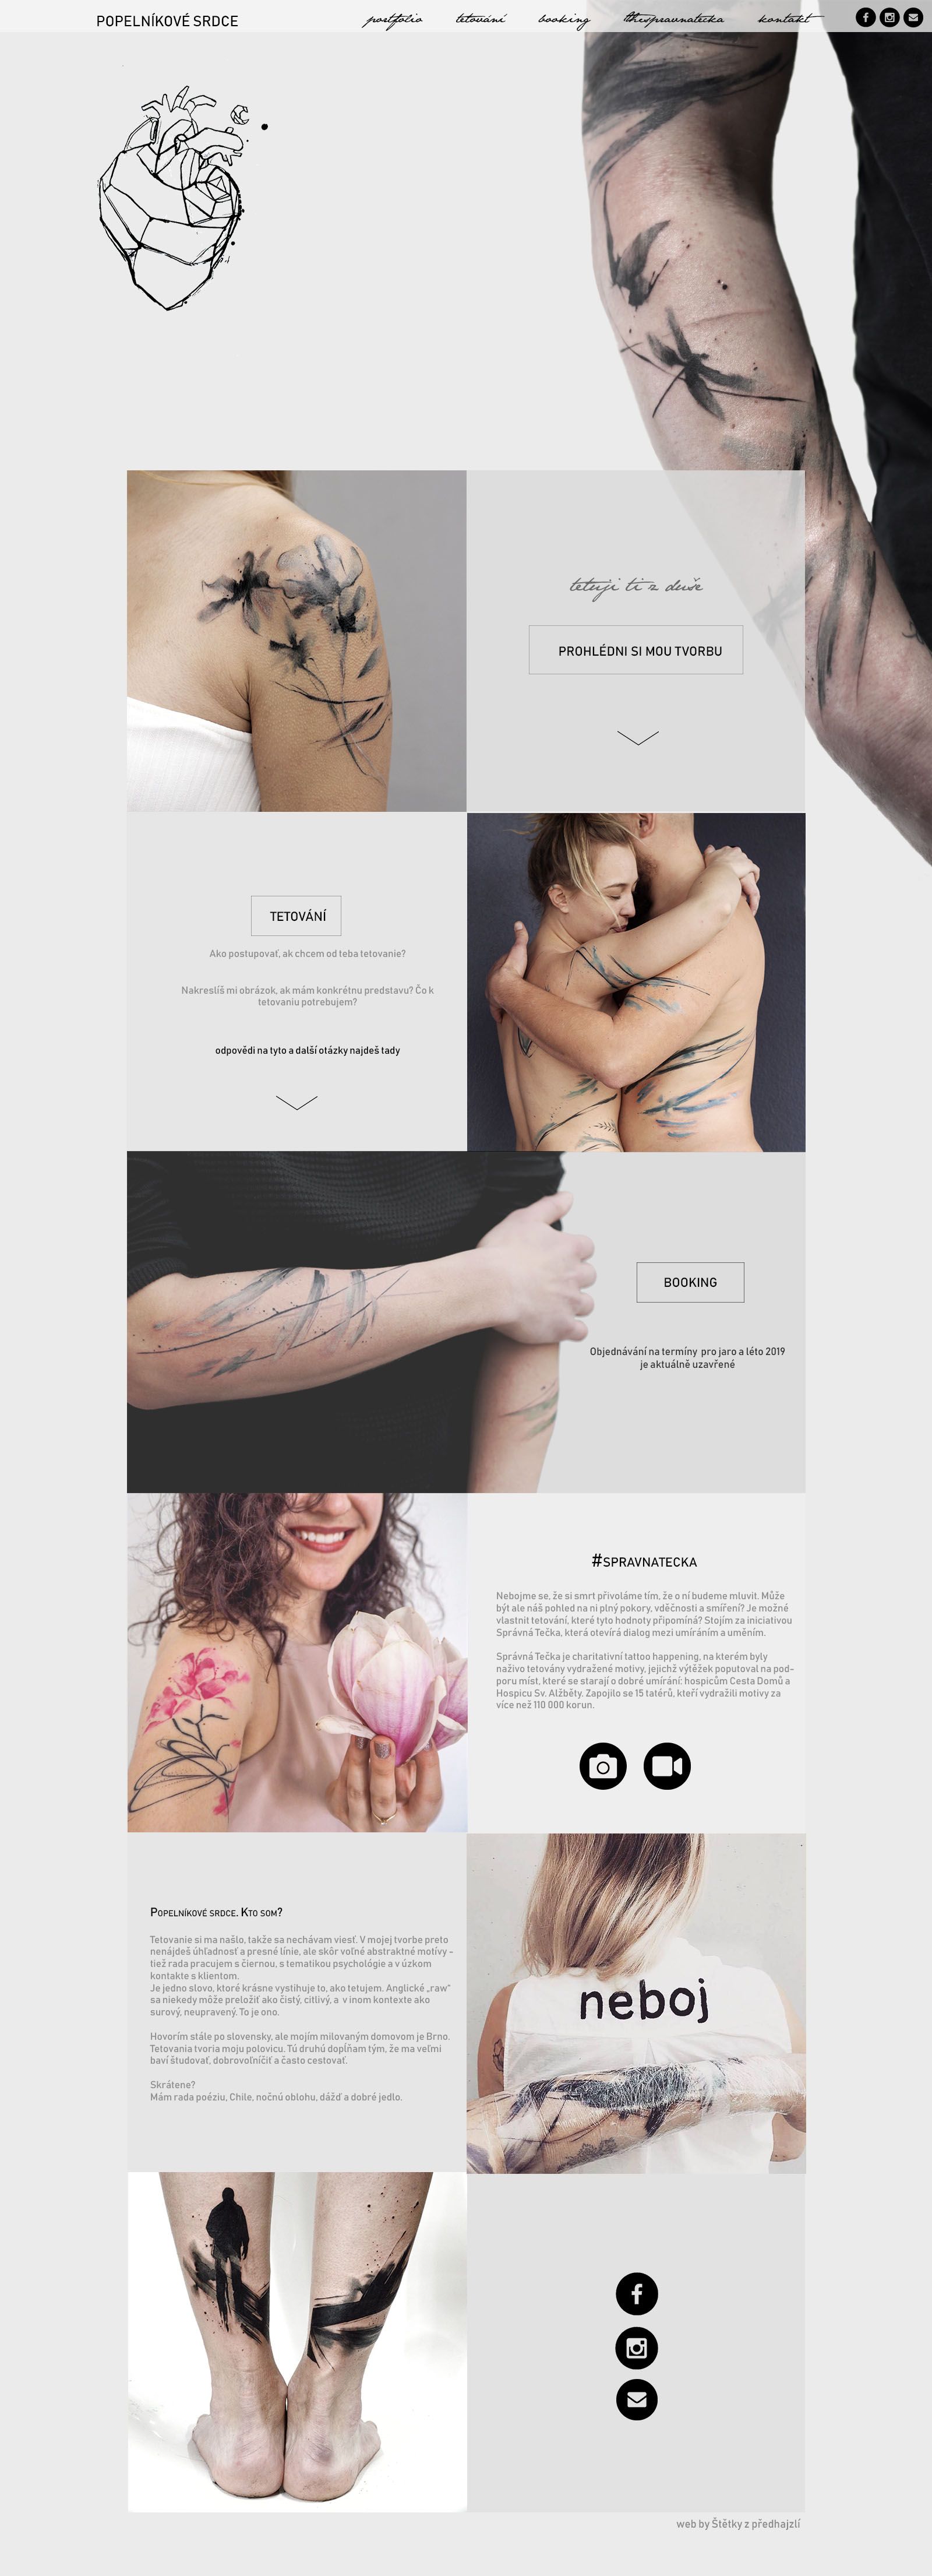 POPELNÍKOVÉ SRDCE
portfolio tetování booking #hespravnatecka kontakt
tetuji ti z duše
PROHLÉDNI SI MOU TVORBU
TETOVÁNÍ
Ako postupovať, ak chcem od teba tetovanie?
Nakreslíš mi obrázok, ak mám konkrétnu predstavu? Čo k
tetovaniu potrebujem?
odpovědi na tyto a další otázky najdeš tady
BOOKING
Objednávání na termíny pro jaro a léto 2019
je aktuálně uzavřené
#SPRAVNATECKA
Nebojme se, že si smrt přivoláme tím, že o ní budeme mluvit. Může
být ale náš pohled na ni plný pokory, vděčnosti a smíření? Je možné
vlastnit tetování, které tyto hodnoty připomíná? Stojím za iniciativou
Správná Tečka, která otevírá dialog mezi umíráním a uměním.
Správná Tečka je charitativní tattoo happening, na kterém byly
naživo tetovány vydražené motivy, jejichž výtěžek poputoval na pod-
poru míst, které se starají o dobré umírání: hospicům Cesta Domů a
Hospicu Sv. Alžběty. Zapojilo se 15 tatérů, kteří vydražili motivy za
více než 110 000 korun.
POPELNÍKOVÉ SRDCE. KTO SOM?
Tetovanie si ma našlo, takže sa nechávam viesť. V mojej tvorbe preto
nenájdeš úhľadnosť a presné línie, ale skôr voľné abstraktné motívy -
tiež rada pracujem s čiernou, s tematikou psychológie a v úzkom
kontakte s klientom.
Je jedno slovo, ktoré krásne vystihuje to, ako tetujem. Anglické „raw“
sa niekedy môže preložiť ako čistý, citlivý, a v inom kontexte ako
surový, neupravený. To je ono.
Hovorím stále po slovensky, ale mojím milovaným domovom je Brno.
Tetovania tvoria moju polovicu. Tú druhú dopĺňam tým, že ma veľmi
baví študovať, dobrovoľníčiť a často cestovať.
Skrátene?
Mám rada poéziu, Chile, nočnú oblohu, dážď a dobré jedlo.
neboj
web by Štětky z předhajzlí